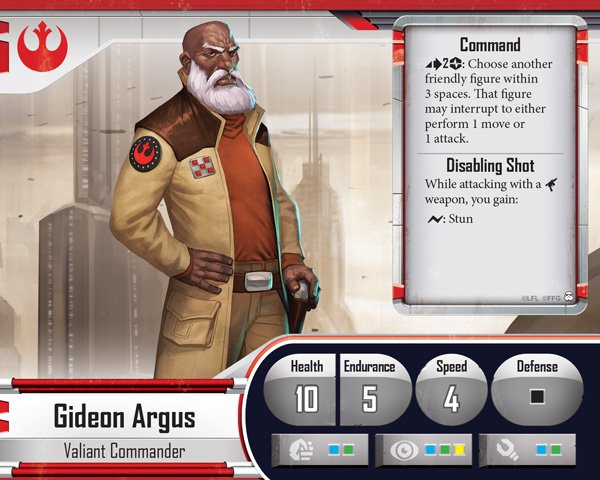 Command
2: Choose another
friendly figure within
3 spaces. That figure
may interrupt to either
perform 1 move or
1 attack.
Disabling Shot
While attacking with a
weapon, you gain:
: Stun
©LFL ©FFG
Health
Endurance
Speed
Defense
10
5
4
Gideon Argus
Valiant Commander